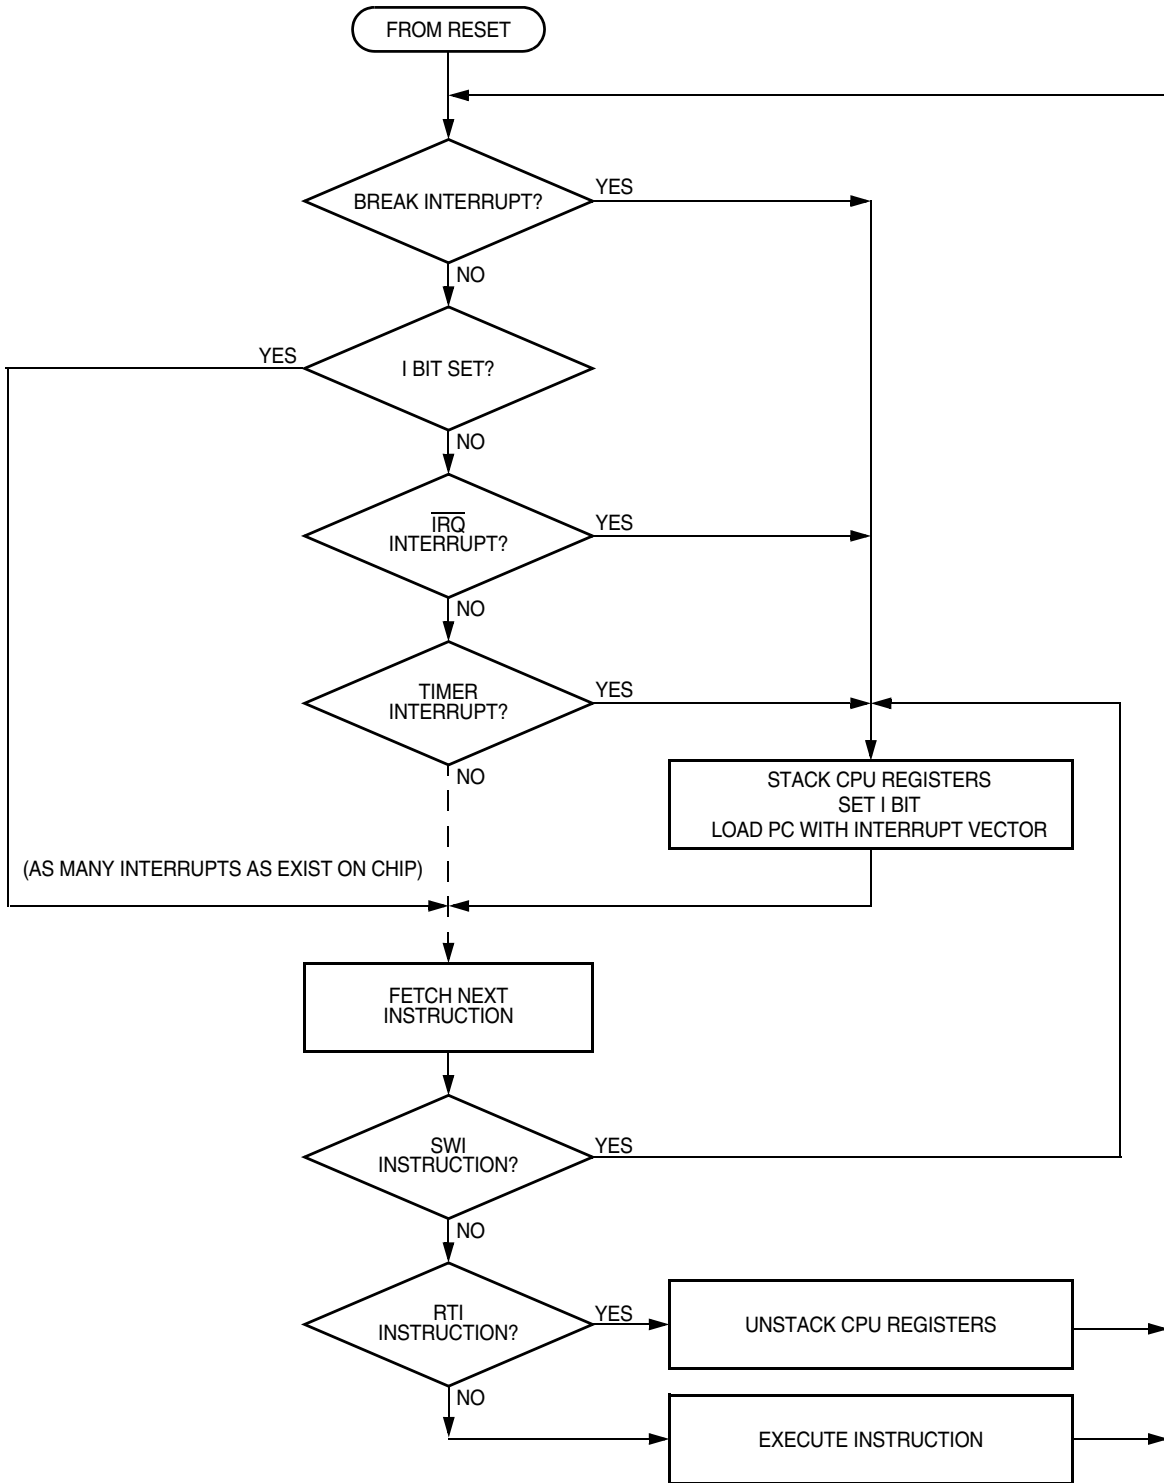 FROM RESET
BREAK INTERRUPT?
YES
NO
YES
I BIT SET?
NO
I̅R̅Q̅
INTERRUPT?
YES
NO
TIMER
INTERRUPT?
YES
NO
STACK CPU REGISTERS
SET I BIT
LOAD PC WITH INTERRUPT VECTOR
(AS MANY INTERRUPTS AS EXIST ON CHIP)
FETCH NEXT
INSTRUCTION
SWI
INSTRUCTION?
YES
NO
RTI
INSTRUCTION?
YES
UNSTACK CPU REGISTERS
NO
EXECUTE INSTRUCTION